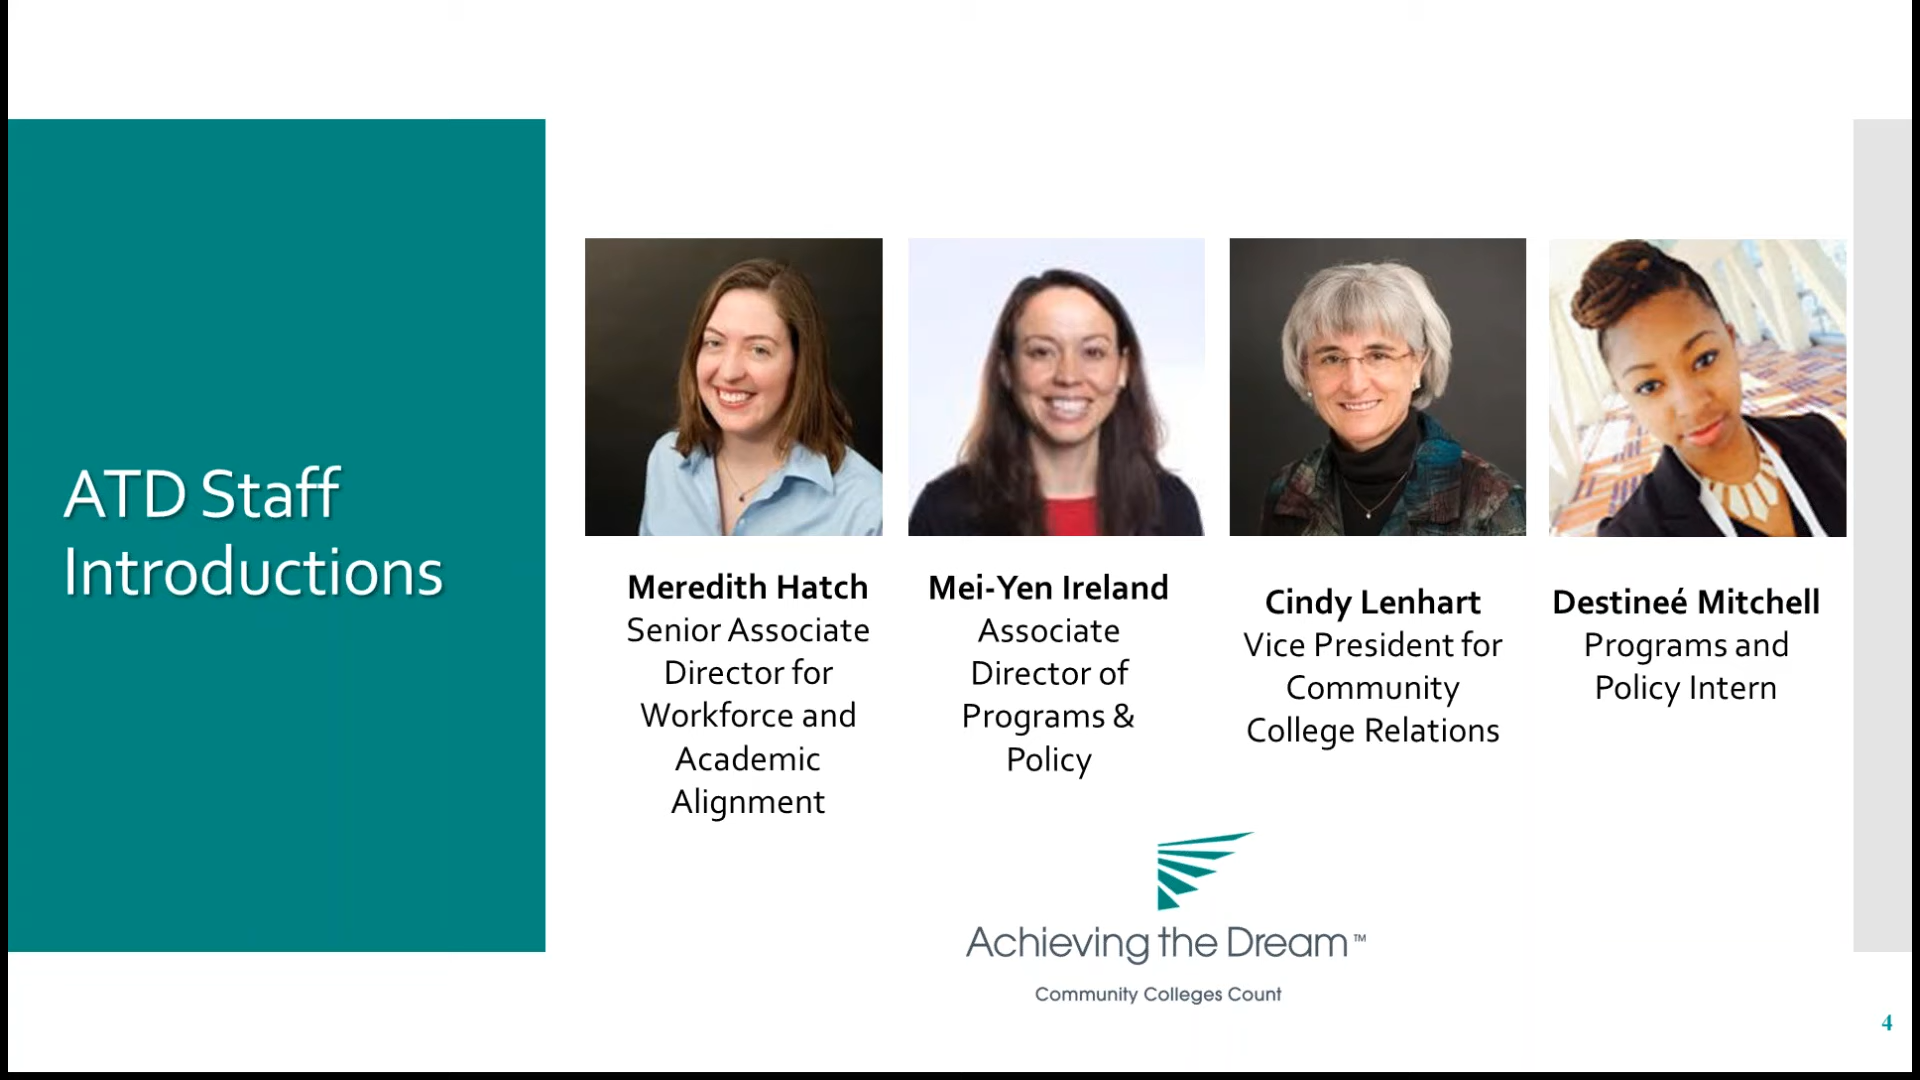 ATD Staff
Introductions
Meredith Hatch
Senior Associate
Director for
Workforce and
Academic
Alignment
Mei-Yen Ireland
Associate
Director of
Programs &
Policy
Cindy Lenhart
Vice President for
Community
College Relations
Destineé Mitchell
Programs and
Policy Intern
Achieving the Dream™
Community Colleges Count
4